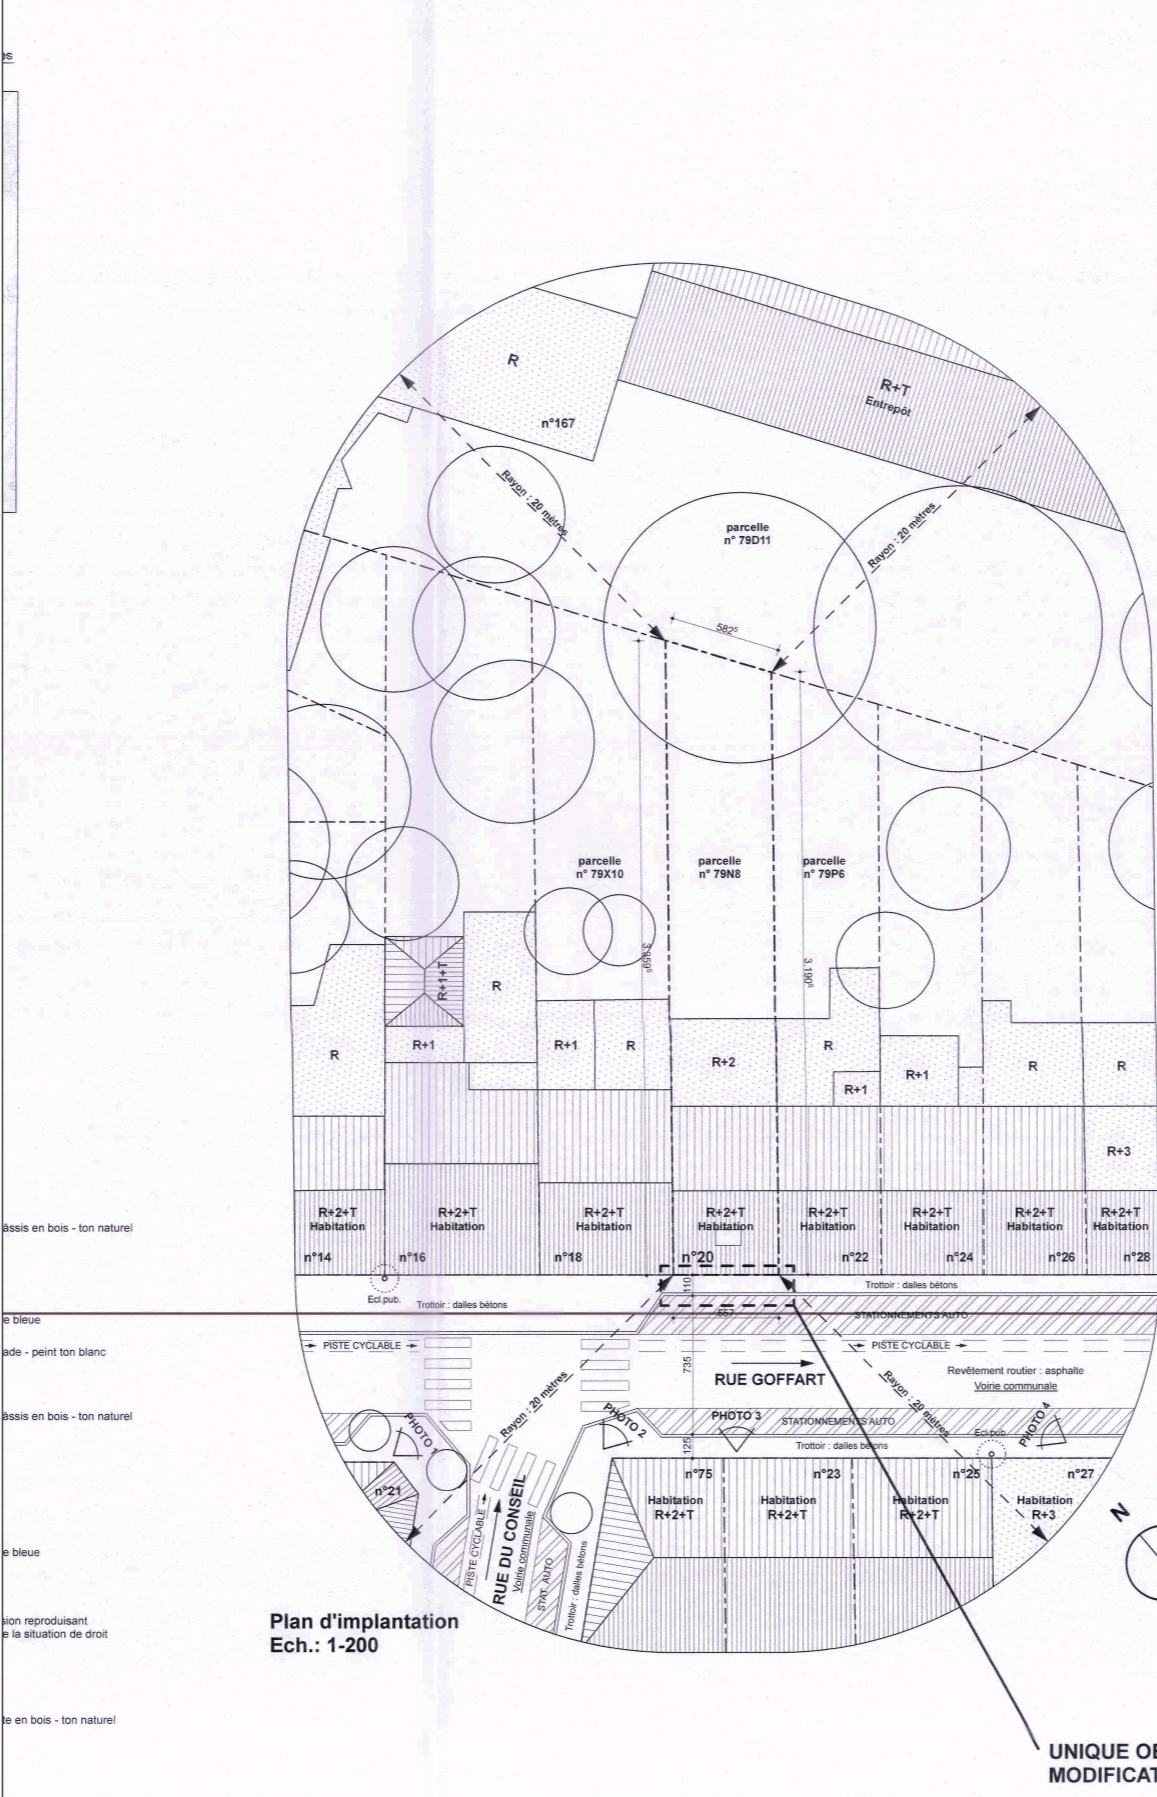 R
n°167
R+T
Entrepôt
Rayon : 20 mètres
Rayon : 20 mètres
parcelle
n° 79D11
582⁵
parcelle
n° 79X10
parcelle
n° 79N8
parcelle
n° 79P6
3.190⁶
R+1+T
R
R
R+1
R+1
R
R+2
R
R+1
R+1
R
R
R+3
R+2+T
Habitation
n°14
R+2+T
Habitation
n°16
R+2+T
Habitation
n°18
R+2+T
Habitation
n°20
R+2+T
Habitation
n°22
R+2+T
Habitation
n°24
R+2+T
Habitation
n°26
R+2+T
Habitation
n°28
âssis en bois - ton naturel
Ecl.pub.
Trottoir : dalles bétons
110
Trottoir : dalles bétons
657
STATIONNEMENTS AUTO
e bleue
PISTE CYCLABLE
PISTE CYCLABLE
ade - peint ton blanc
735
RUE GOFFART
Revêtement routier : asphalte
Voirie communale
Rayon : 20 mètres
Rayon : 20 mètres
âssis en bois - ton naturel
PHOTO 1
PHOTO 2
PHOTO 3
STATIONNEMENTS AUTO
PHOTO 4
Ecl.pub.
125
Trottoir : dalles bétons
n°21
n°75
Habitation
R+2+T
n°23
Habitation
R+2+T
n°25
Habitation
R+2+T
n°27
Habitation
R+3
N
PISTE CYCLABLE
RUE DU CONSEIL
Voirie communale
STAT. AUTO
Trottoir : dalles bétons
e bleue
sion reproduisant
e la situation de droit
Plan d'implantation
Ech.: 1-200
te en bois - ton naturel
UNIQUE OB
MODIFICAT